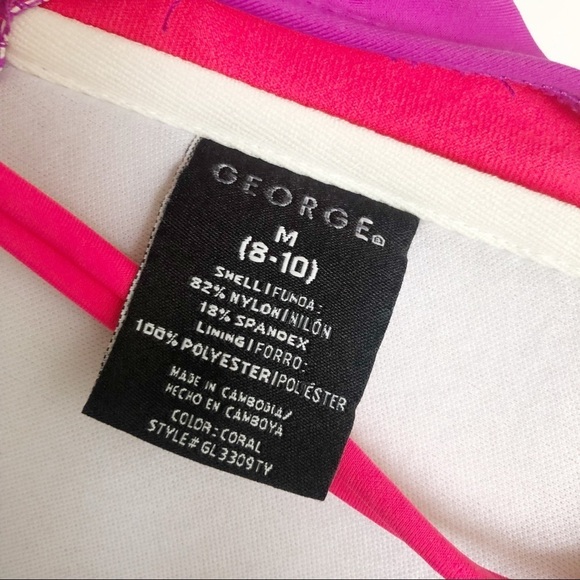 GEORGE®
M
(8-10)
SHELL/FUNDA:
82% NYLON/NILÓN
18% SPANDEX
LINING/FORRO:
100% POLYESTER/POLIÉSTER
MADE IN CAMBODIA/
HECHO EN CAMBOYA
COLOR: CORAL
STYLE# GL3309TY